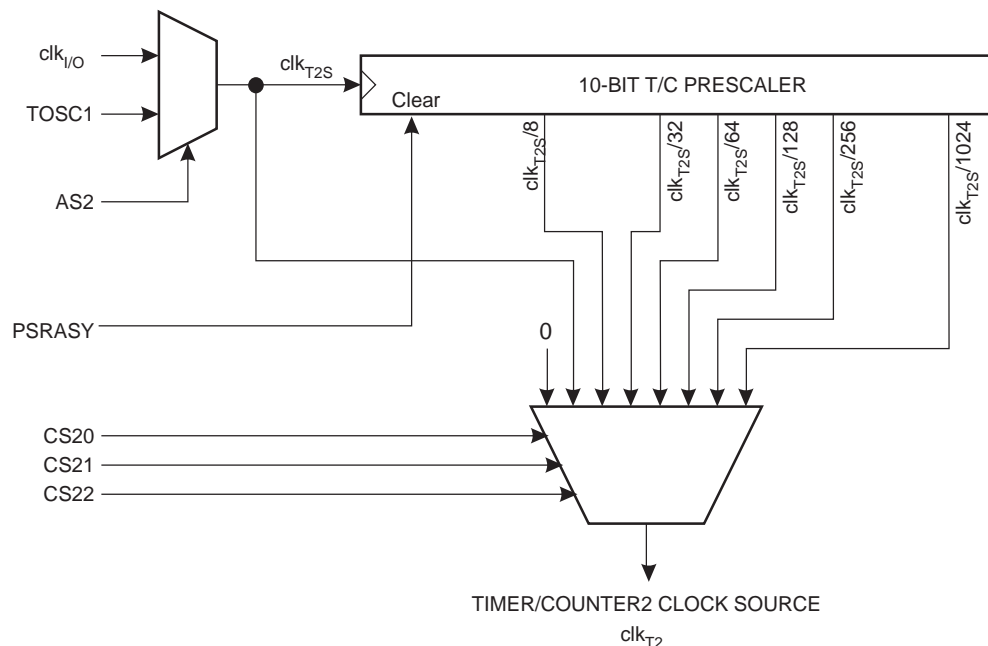 clkI/O
clkT2S
10-BIT T/C PRESCALER
TOSC1
Clear
clkT2S/8
clkT2S/32
clkT2S/64
clkT2S/128
clkT2S/256
clkT2S/1024
AS2
PSRASY
0
CS20
CS21
CS22
TIMER/COUNTER2 CLOCK SOURCE
clkT2